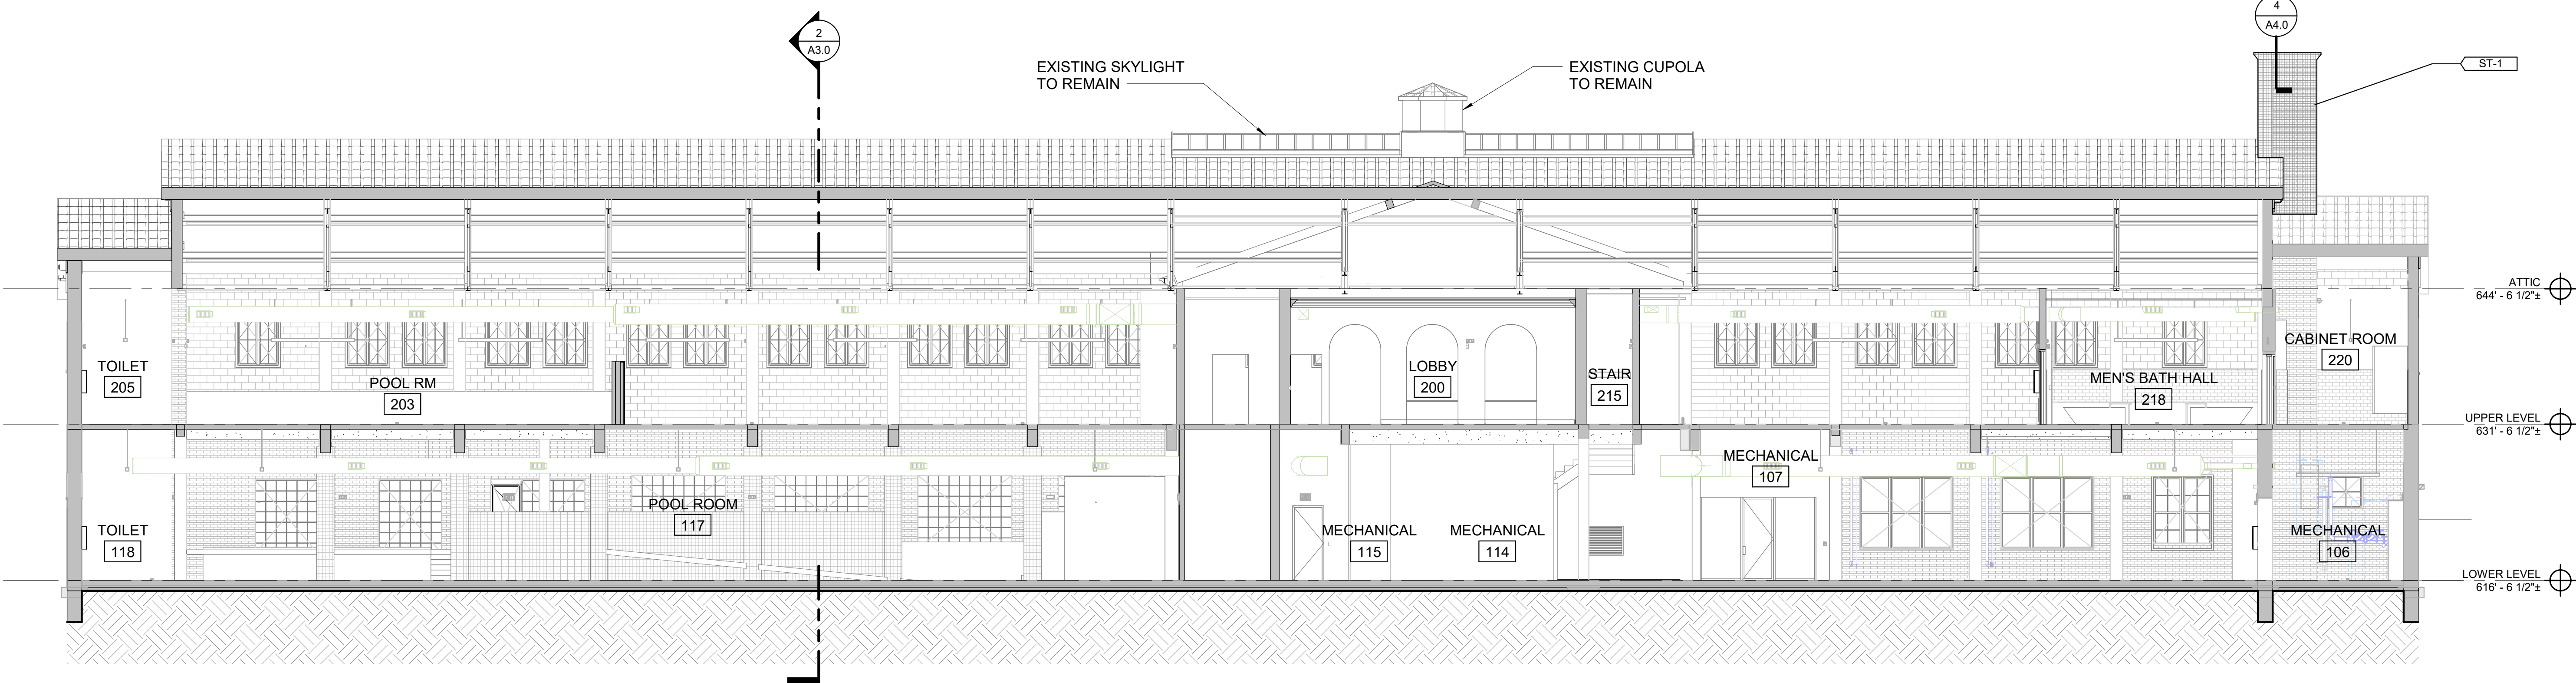 2
A3.0
4
A4.0
EXISTING SKYLIGHT
TO REMAIN
EXISTING CUPOLA
TO REMAIN
ST-1
ATTIC
644' - 6 1/2"±
TOILET
205
POOL RM
203
LOBBY
200
STAIR
215
MEN'S BATH HALL
218
CABINET ROOM
220
UPPER LEVEL
631' - 6 1/2"±
TOILET
118
POOL ROOM
117
MECHANICAL
115
MECHANICAL
114
MECHANICAL
107
MECHANICAL
106
LOWER LEVEL
616' - 6 1/2"±